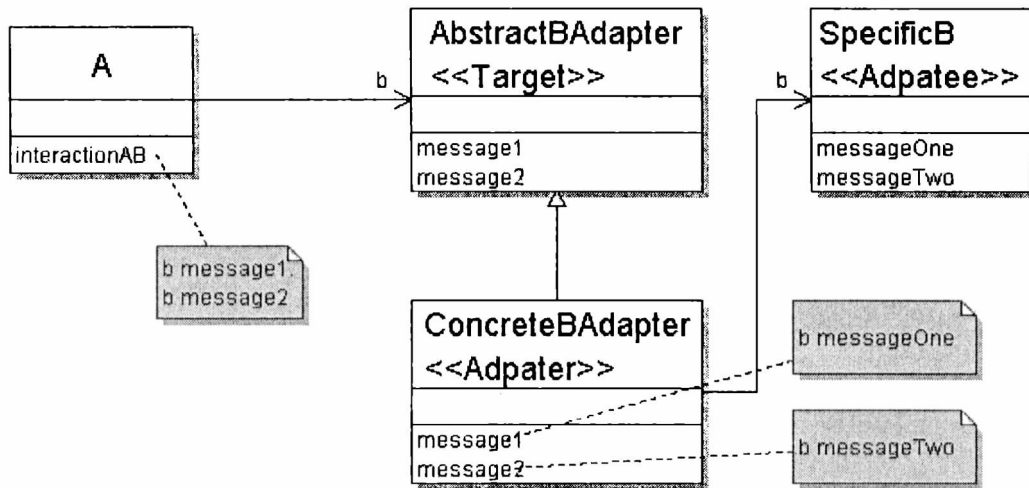 A
interactionAB
b message1.
b message2
b
AbstractBAdapter
<<Target>>
message1
message2
b
SpecificB
<<Adpatee>>
messageOne
messageTwo
ConcreteBAdapter
<<Adpater>>
message1
message2
b messageOne
b messageTwo